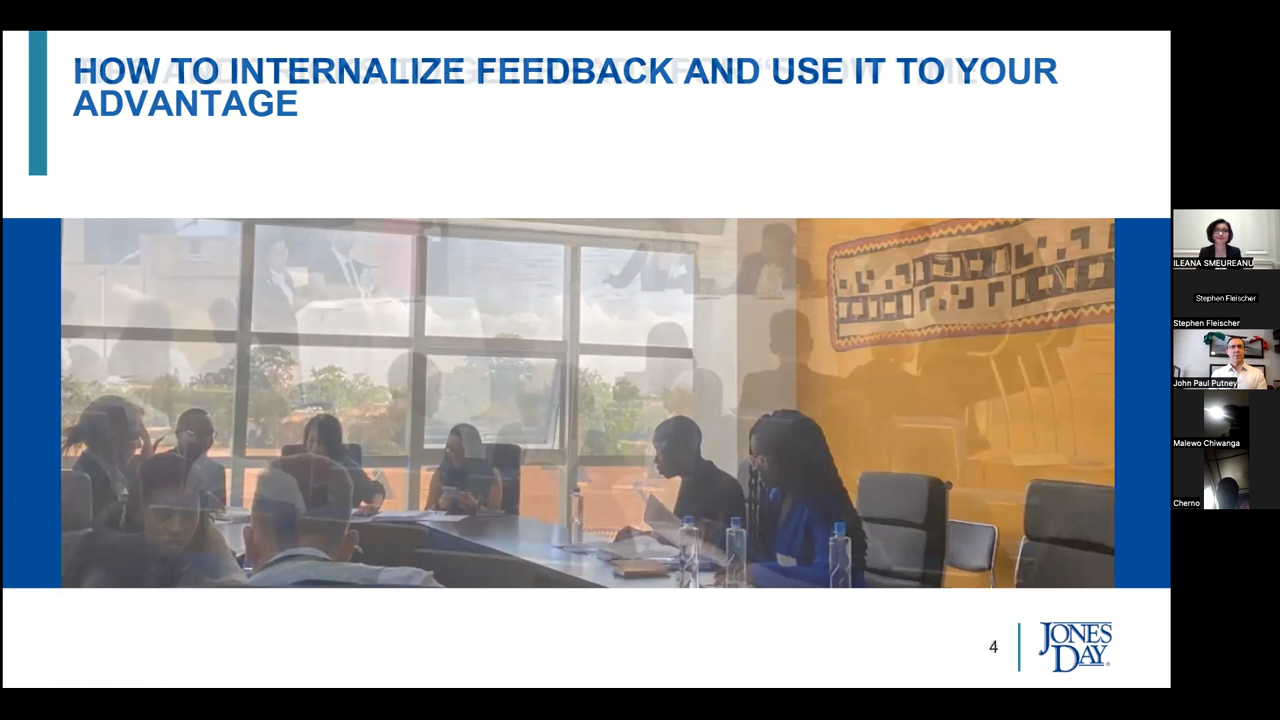 HOW TO INTERNALIZE FEEDBACK AND USE IT TO YOUR
ADVANTAGE
ILEANA SMEUREANU
Stephen Fleischer
Stephen Fleischer
John Paul Putney
Malewo Chiwanga
Cherno
4
JONES
DAY®